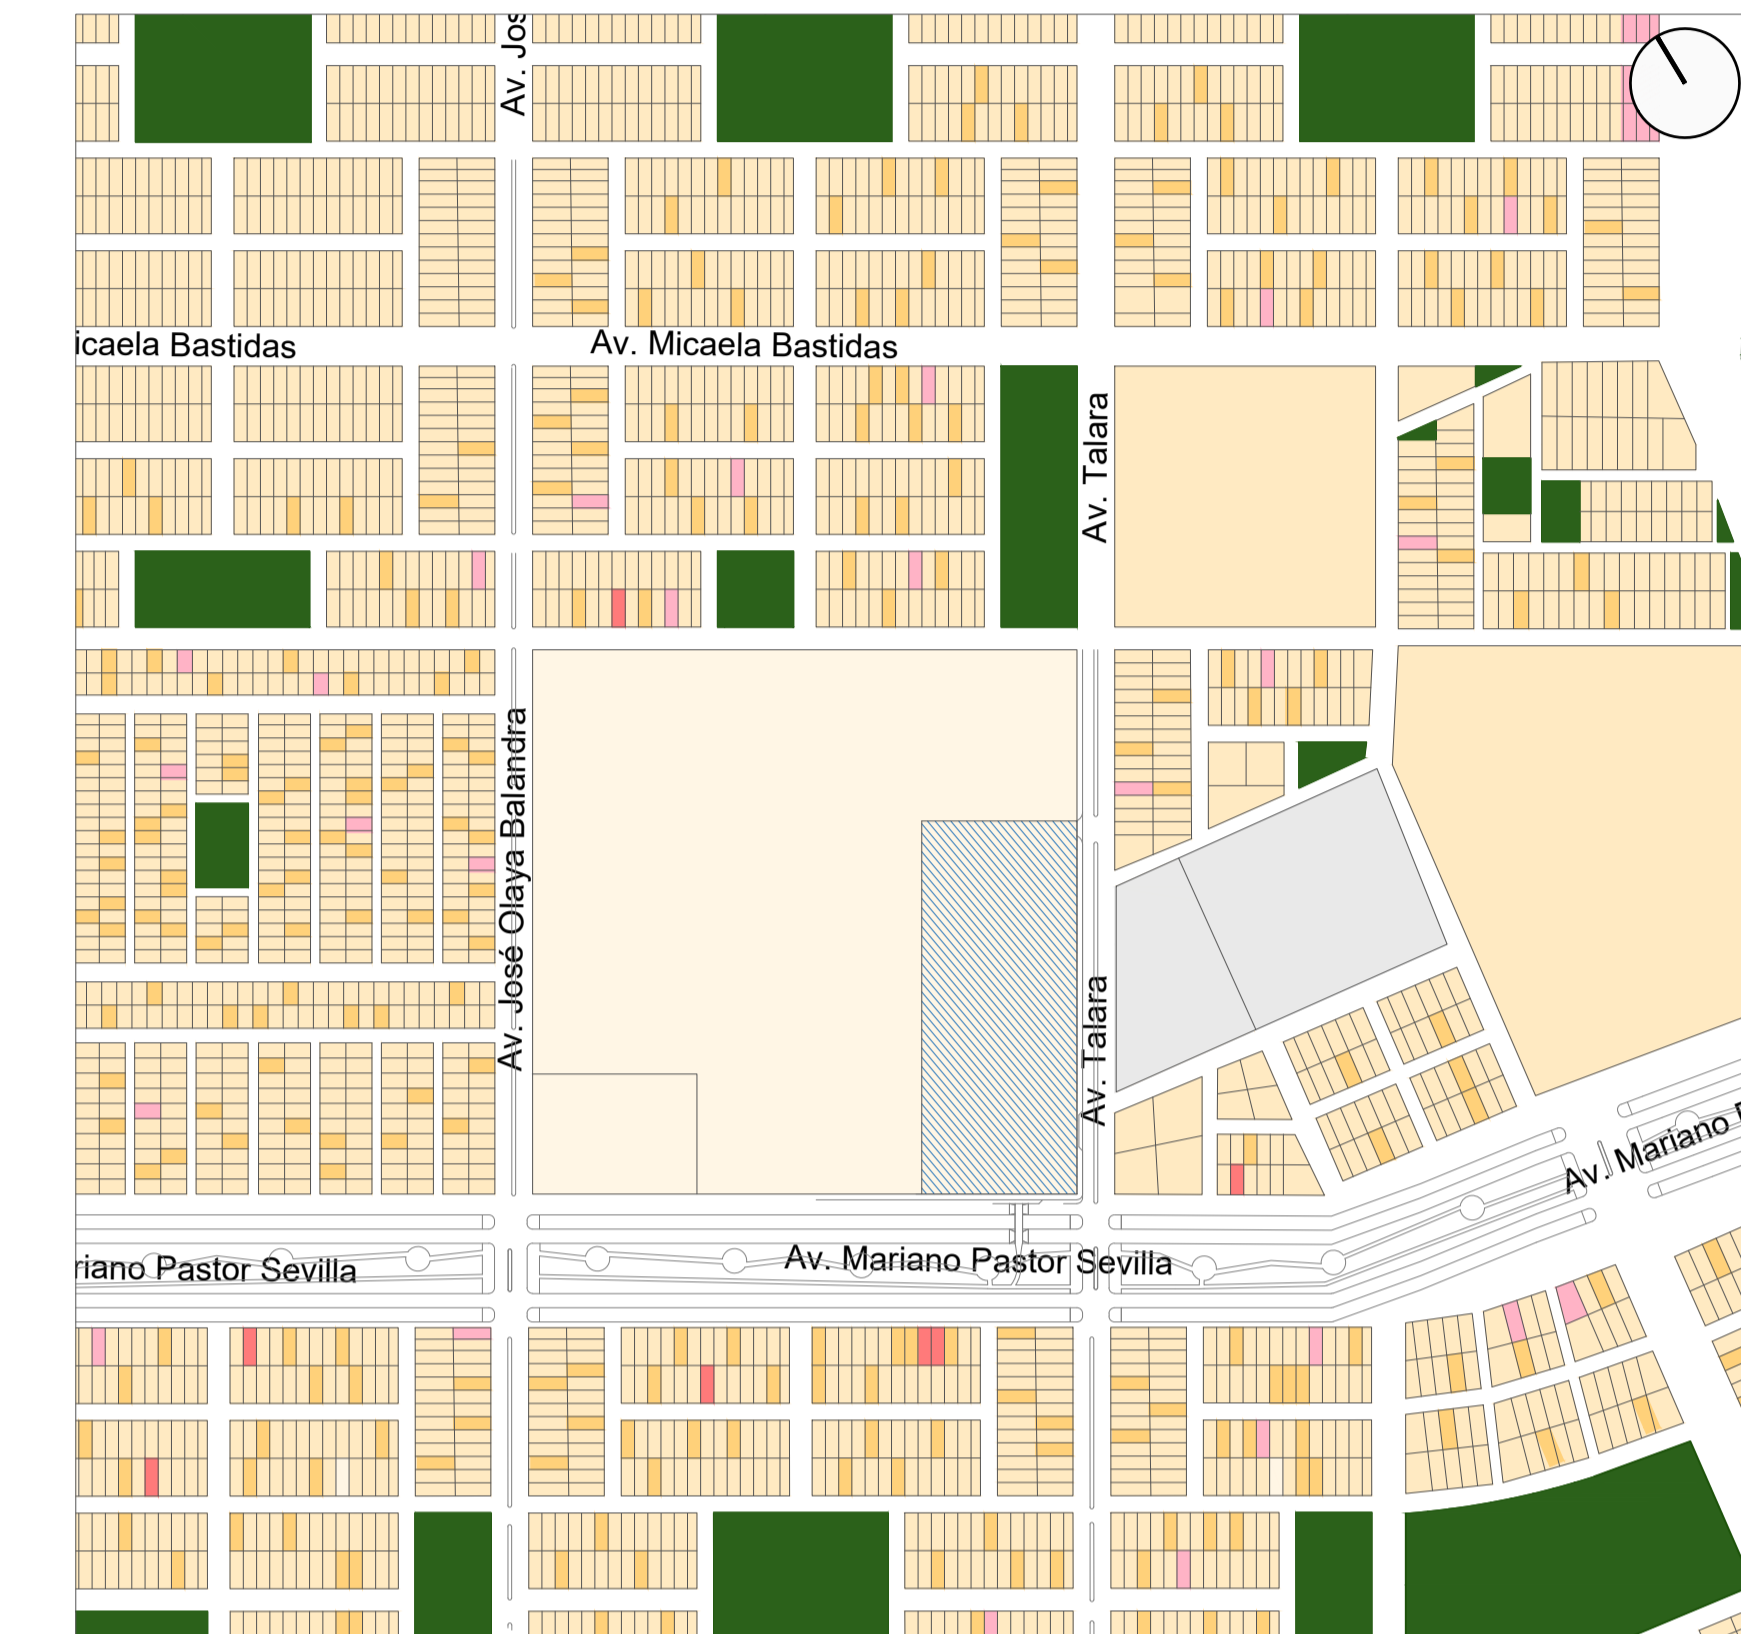 Av. Jos
icaela Bastidas
Av. Micaela Bastidas
Av. Talara
Av. José Olaya Balandra
Av. Talara
Av. Mariano
riano Pastor Sevilla
Av. Mariano Pastor Sevilla